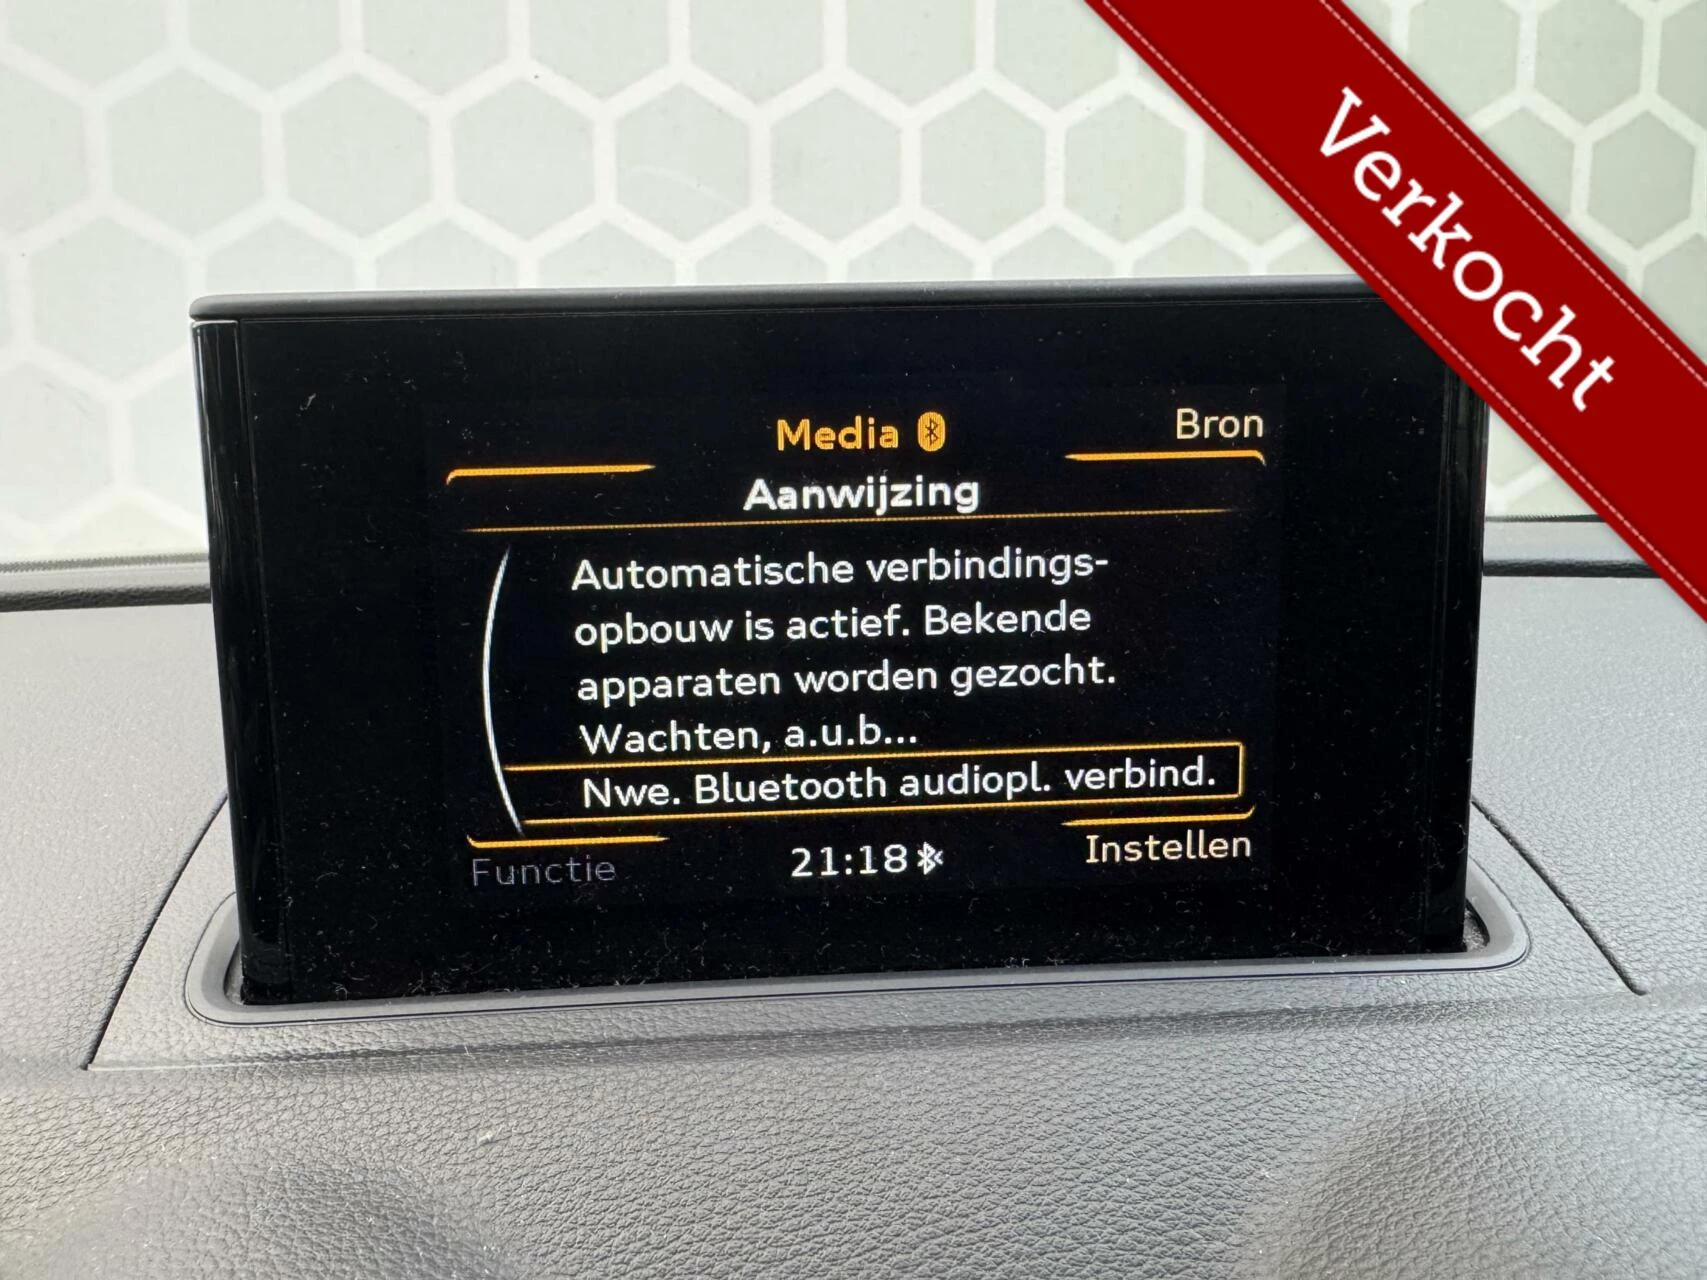 Verkocht
Media
Bron
Aanwijzing
Automatische verbindings-
opbouw is actief. Bekende
apparaten worden gezocht.
Wachten, a.u.b...
Nwe. Bluetooth audiopl. verbind.
Functie
21:18
Instellen